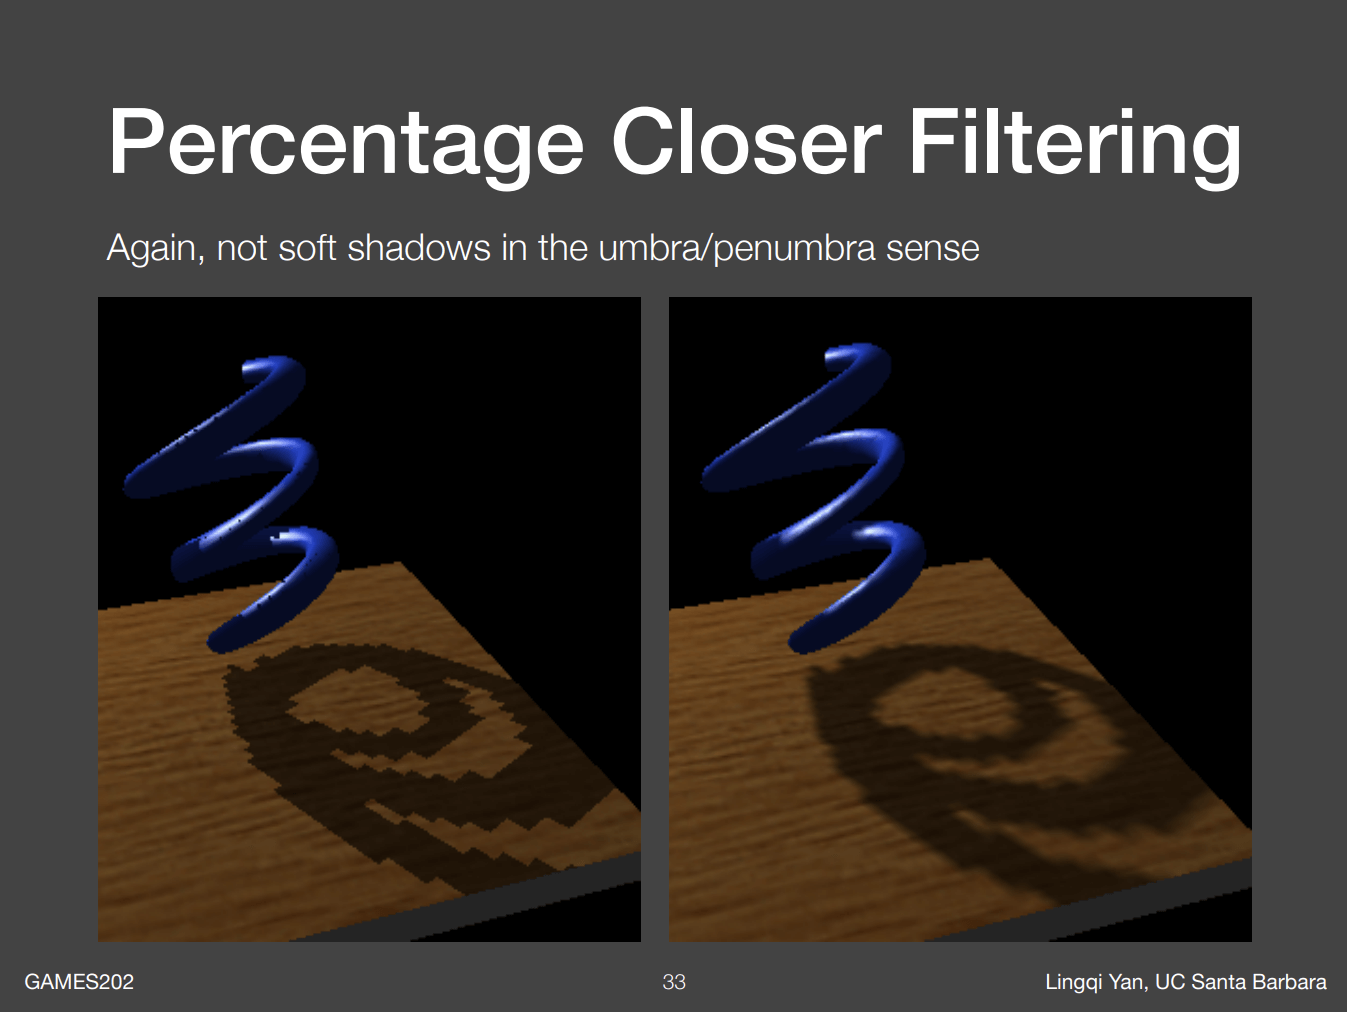 Percentage Closer Filtering
Again, not soft shadows in the umbra/penumbra sense
GAMES202
33
Lingqi Yan, UC Santa Barbara